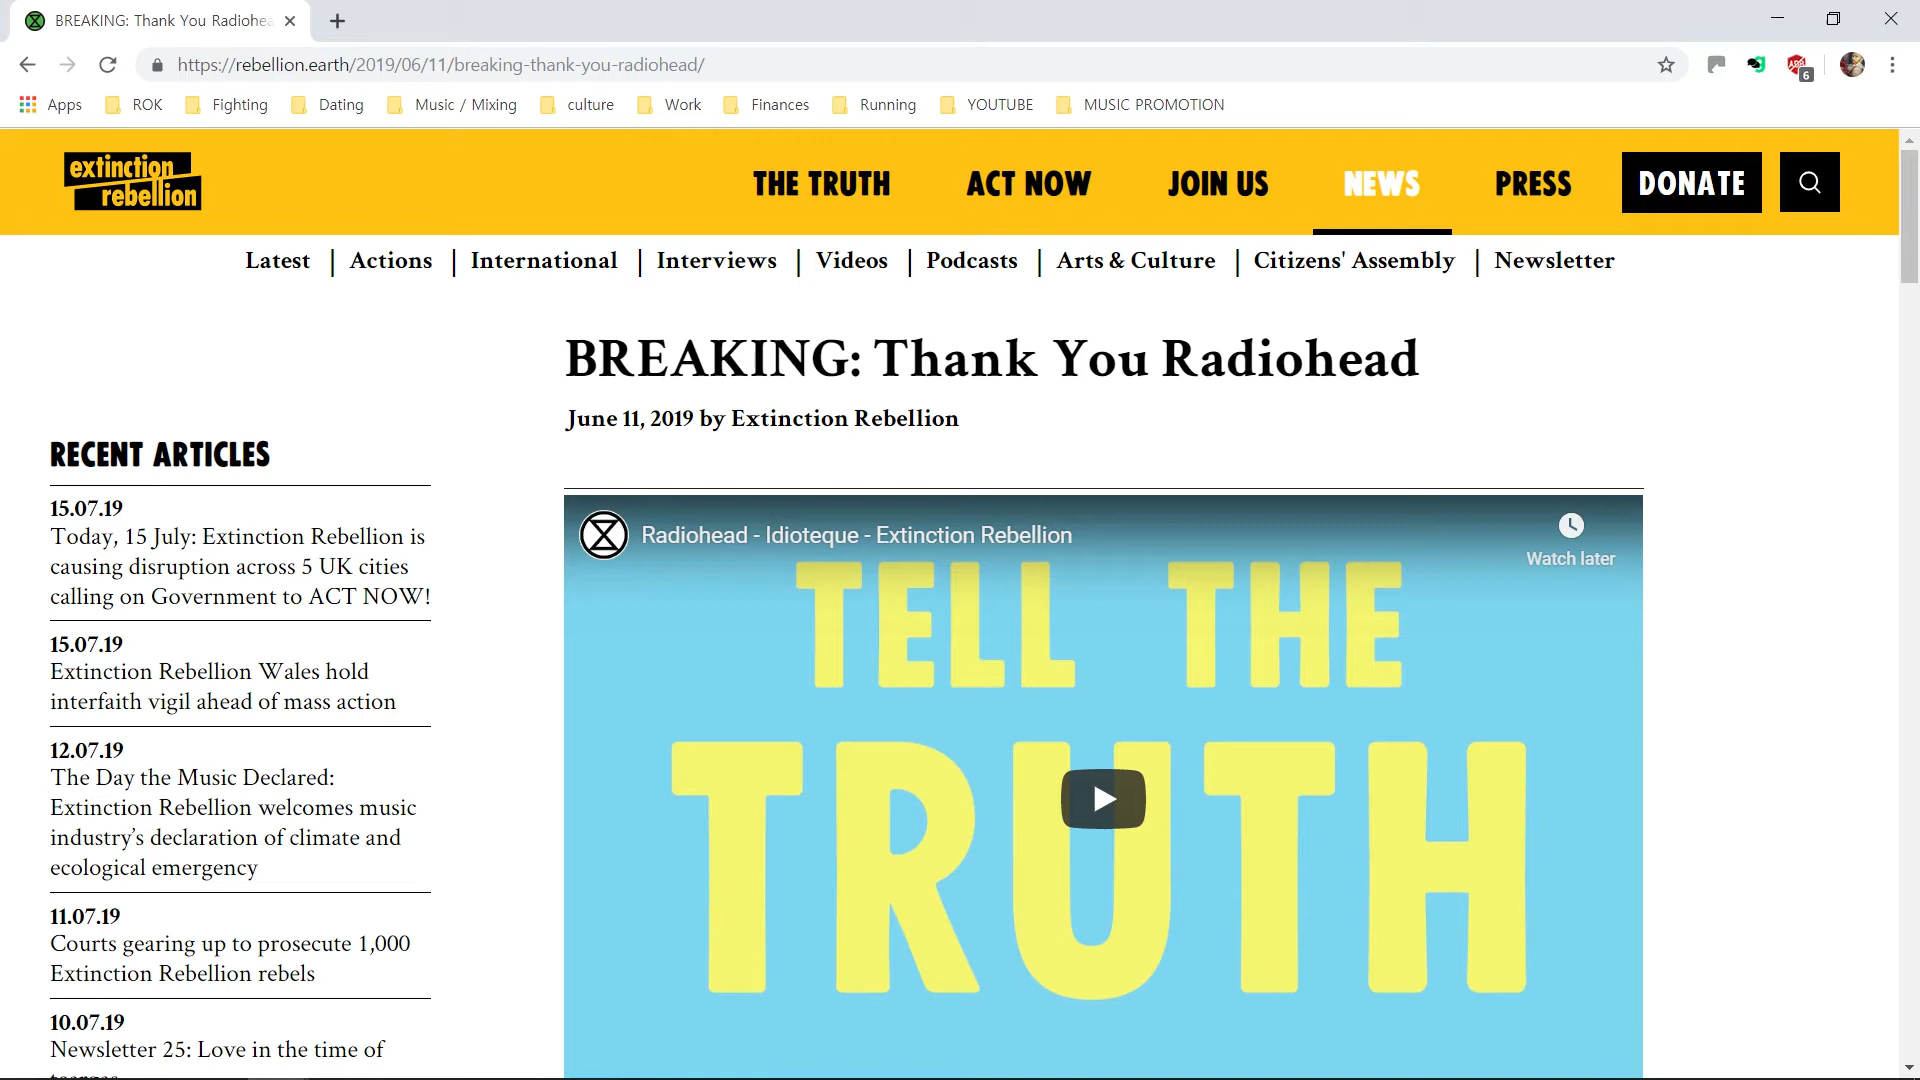 BREAKING: Thank You Radiohea
https://rebellion.earth/2019/06/11/breaking-thank-you-radiohead/
6
Apps ROK Fighting Dating Music / Mixing culture Work Finances Running YOUTUBE MUSIC PROMOTION
extinction
rebellion
THE TRUTH ACT NOW JOIN US NEWS PRESS DONATE
Latest | Actions | International | Interviews | Videos | Podcasts | Arts & Culture | Citizens' Assembly | Newsletter
BREAKING: Thank You Radiohead
June 11, 2019 by Extinction Rebellion
RECENT ARTICLES
15.07.19
Today, 15 July: Extinction Rebellion is
causing disruption across 5 UK cities
calling on Government to ACT NOW!
15.07.19
Extinction Rebellion Wales hold
interfaith vigil ahead of mass action
12.07.19
The Day the Music Declared:
Extinction Rebellion welcomes music
industry’s declaration of climate and
ecological emergency
11.07.19
Courts gearing up to prosecute 1,000
Extinction Rebellion rebels
10.07.19
Newsletter 25: Love in the time of
Radiohead - Idioteque - Extinction Rebellion
Watch later
TELL THE
TRUTH